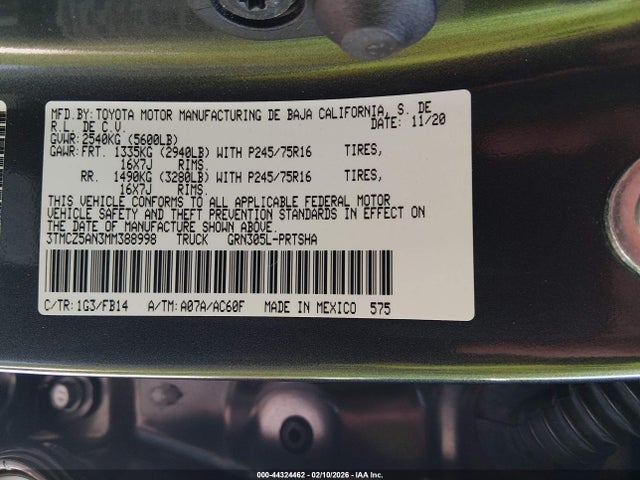 MFD.BY:TOYOTA MOTOR MANUFACTURING DE BAJA CALIFORNIA, S. DE
R.L. DE C.V. DATE: 11/20
GVWR: 2540KG (5600LB)
GAWR: FRT. 1335KG (2940LB) WITH P245/75R16 TIRES,
16X7J RIMS.
RR. 1490KG (3280LB) WITH P245/75R16 TIRES,
16X7J RIMS.
THIS VEHICLE CONFORMS TO ALL APPLICABLE FEDERAL MOTOR
VEHICLE SAFETY AND THEFT PREVENTION STANDARDS IN EFFECT ON
THE DATE OF MANUFACTURE SHOWN ABOVE.
3TMCZ5AN3MM388998 TRUCK GRN305L-PRTSHA
C/TR: 1G3/FB14 A/TM: A07A/AC60F MADE IN MEXICO 575
000-44324462 - 02/10/2026 - IAA Inc.